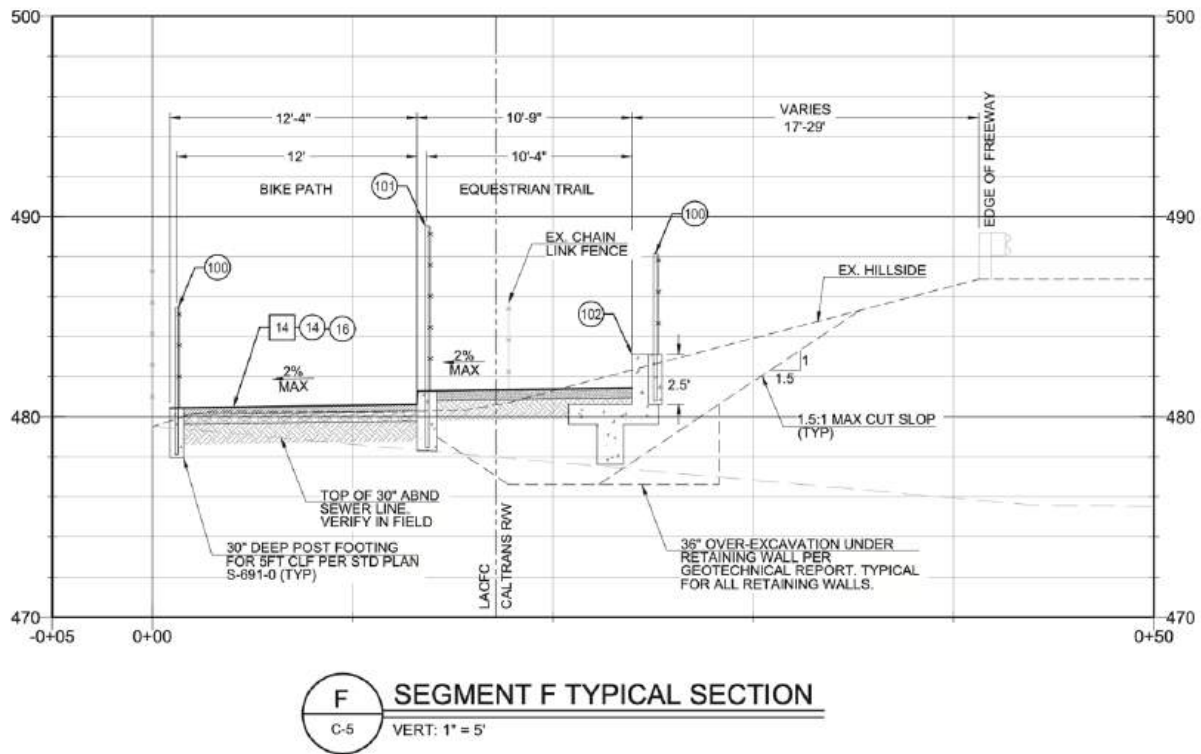 500
500
12'-4"
10'-9"
VARIES
17'-29'
12'
10'-4"
BIKE PATH
101
EQUESTRIAN TRAIL
EDGE OF FREEWAY
490
100
490
EX. CHAIN
LINK FENCE
100
EX. HILLSIDE
14 14 16
102
2%
MAX
2%
MAX
2.5'
1
1.5
480
480
1.5:1 MAX CUT SLOP
(TYP)
TOP OF 30" ABND
SEWER LINE.
VERIFY IN FIELD
30" DEEP POST FOOTING
FOR 5FT CLF PER STD PLAN
S-691-0 (TYP)
LACFC
CALTRANS R/W
36" OVER-EXCAVATION UNDER
RETAINING WALL PER
GEOTECHNICAL REPORT. TYPICAL
FOR ALL RETAINING WALLS.
470
470
-0+05
0+00
0+50
F
C-5
SEGMENT F TYPICAL SECTION
VERT: 1" = 5'